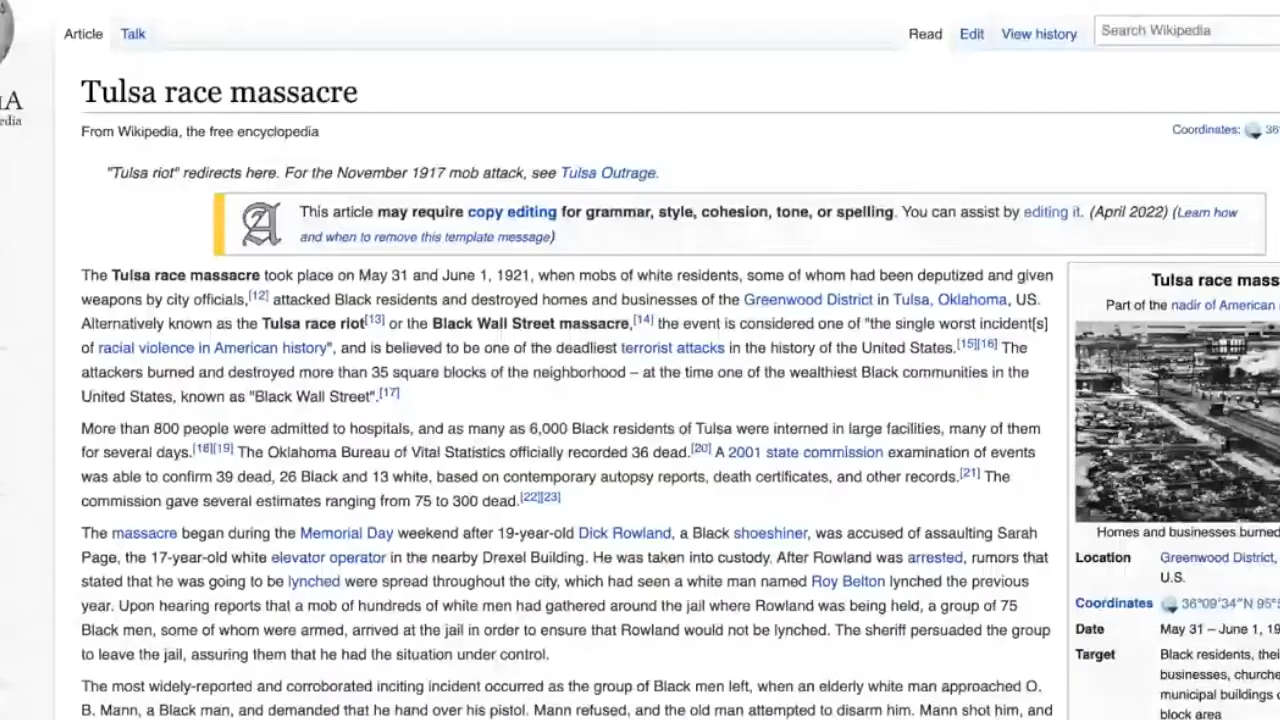 Article Talk Read Edit View history Search Wikipedia
Tulsa race massacre
From Wikipedia, the free encyclopedia
Coordinates: 36°
"Tulsa riot" redirects here. For the November 1917 mob attack, see Tulsa Outrage.
This article may require copy editing for grammar, style, cohesion, tone, or spelling. You can assist by editing it. (April 2022) (Learn how
and when to remove this template message)
The Tulsa race massacre took place on May 31 and June 1, 1921, when mobs of white residents, some of whom had been deputized and given
weapons by city officials,[12] attacked Black residents and destroyed homes and businesses of the Greenwood District in Tulsa, Oklahoma, US.
Alternatively known as the Tulsa race riot[13] or the Black Wall Street massacre,[14] the event is considered one of "the single worst incident[s]
of racial violence in American history", and is believed to be one of the deadliest terrorist attacks in the history of the United States.[15][16] The
attackers burned and destroyed more than 35 square blocks of the neighborhood – at the time one of the wealthiest Black communities in the
United States, known as "Black Wall Street".[17]
More than 800 people were admitted to hospitals, and as many as 6,000 Black residents of Tulsa were interned in large facilities, many of them
for several days.[18][19] The Oklahoma Bureau of Vital Statistics officially recorded 36 dead.[20] A 2001 state commission examination of events
was able to confirm 39 dead, 26 Black and 13 white, based on contemporary autopsy reports, death certificates, and other records.[21] The
commission gave several estimates ranging from 75 to 300 dead.[22][23]
The massacre began during the Memorial Day weekend after 19-year-old Dick Rowland, a Black shoeshiner, was accused of assaulting Sarah
Page, the 17-year-old white elevator operator in the nearby Drexel Building. He was taken into custody. After Rowland was arrested, rumors that
stated that he was going to be lynched were spread throughout the city, which had seen a white man named Roy Belton lynched the previous
year. Upon hearing reports that a mob of hundreds of white men had gathered around the jail where Rowland was being held, a group of 75
Black men, some of whom were armed, arrived at the jail in order to ensure that Rowland would not be lynched. The sheriff persuaded the group
to leave the jail, assuring them that he had the situation under control.
The most widely-reported and corroborated inciting incident occurred as the group of Black men left, when an elderly white man approached O.
B. Mann, a Black man, and demanded that he hand over his pistol. Mann refused, and the old man attempted to disarm him. Mann shot him, and
Tulsa race mass
Part of the nadir of American
Homes and businesses burned
Location Greenwood District,
U.S.
Coordinates 36°09′34″N 95°5
Date May 31 – June 1, 19
Target Black residents, thei
businesses, churche
municipal buildings
block area